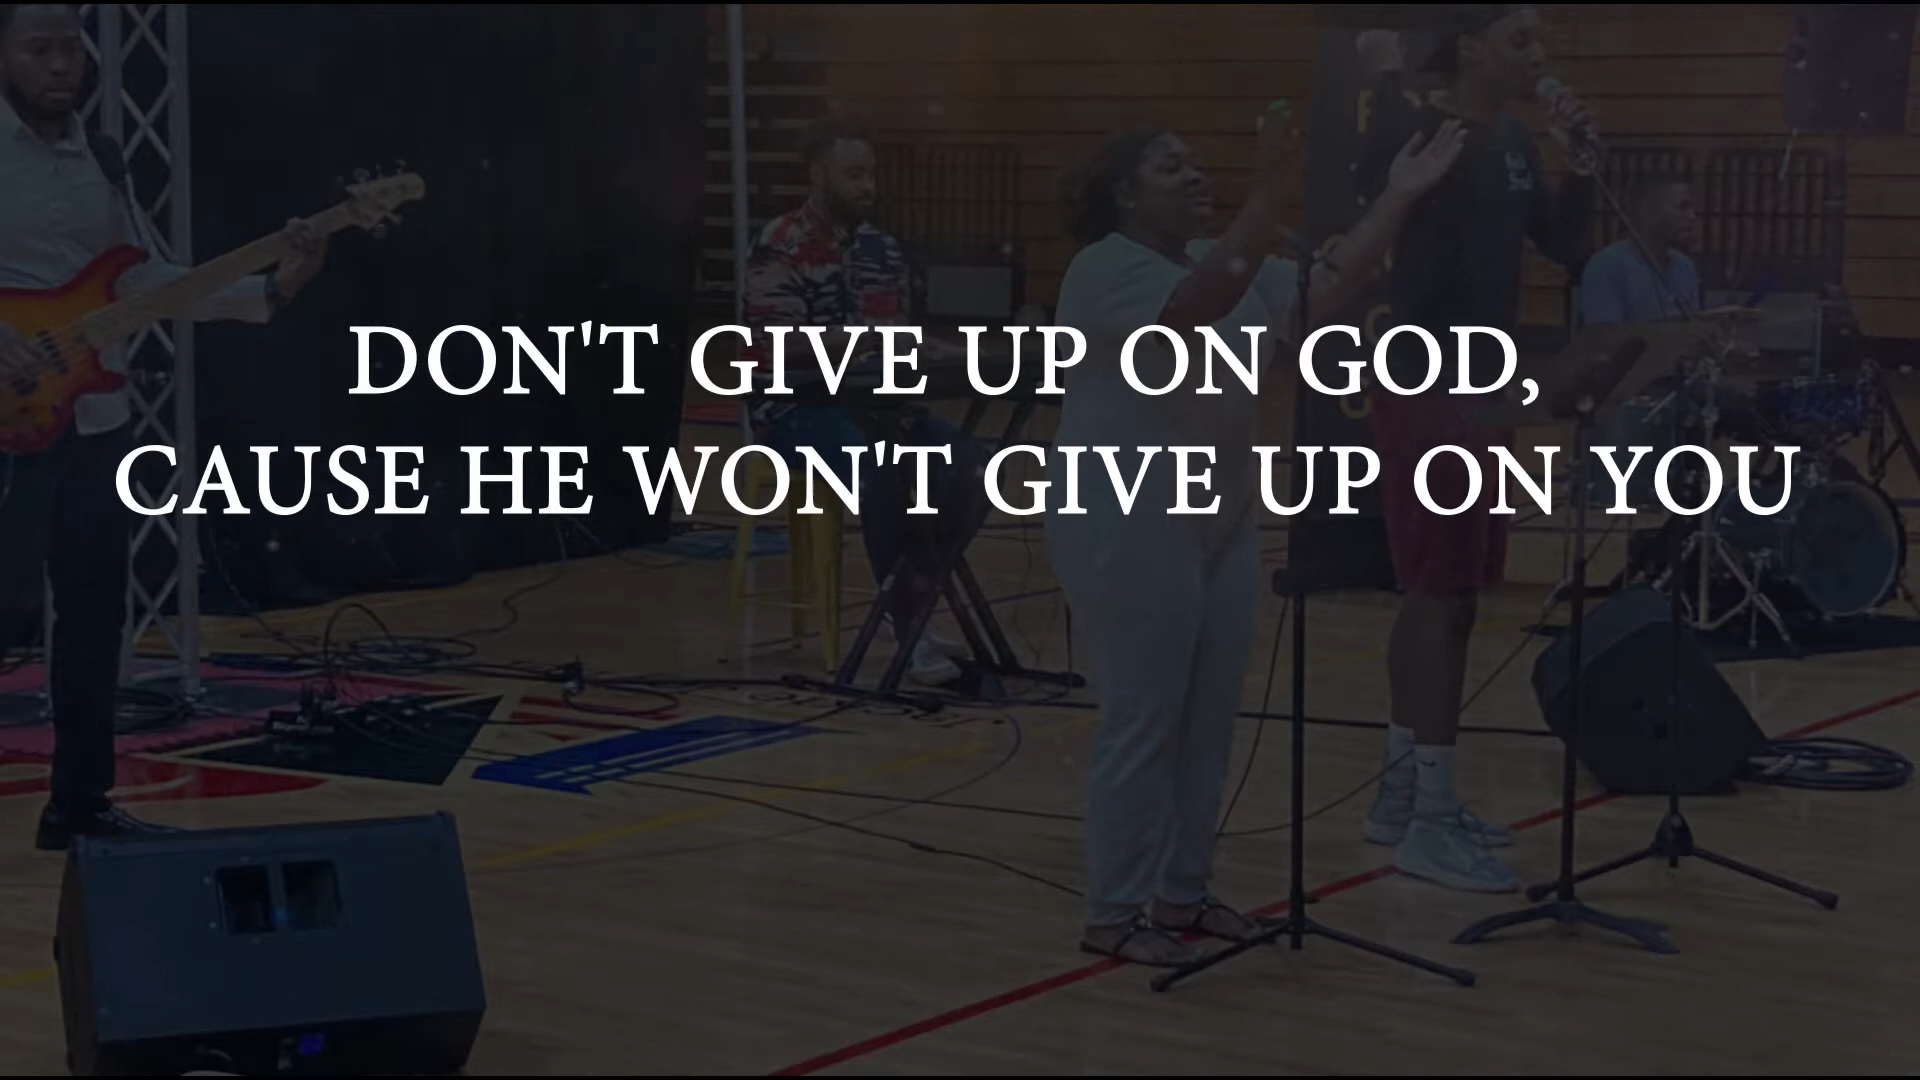 DON'T GIVE UP ON GOD,
CAUSE HE WON'T GIVE UP ON YOU